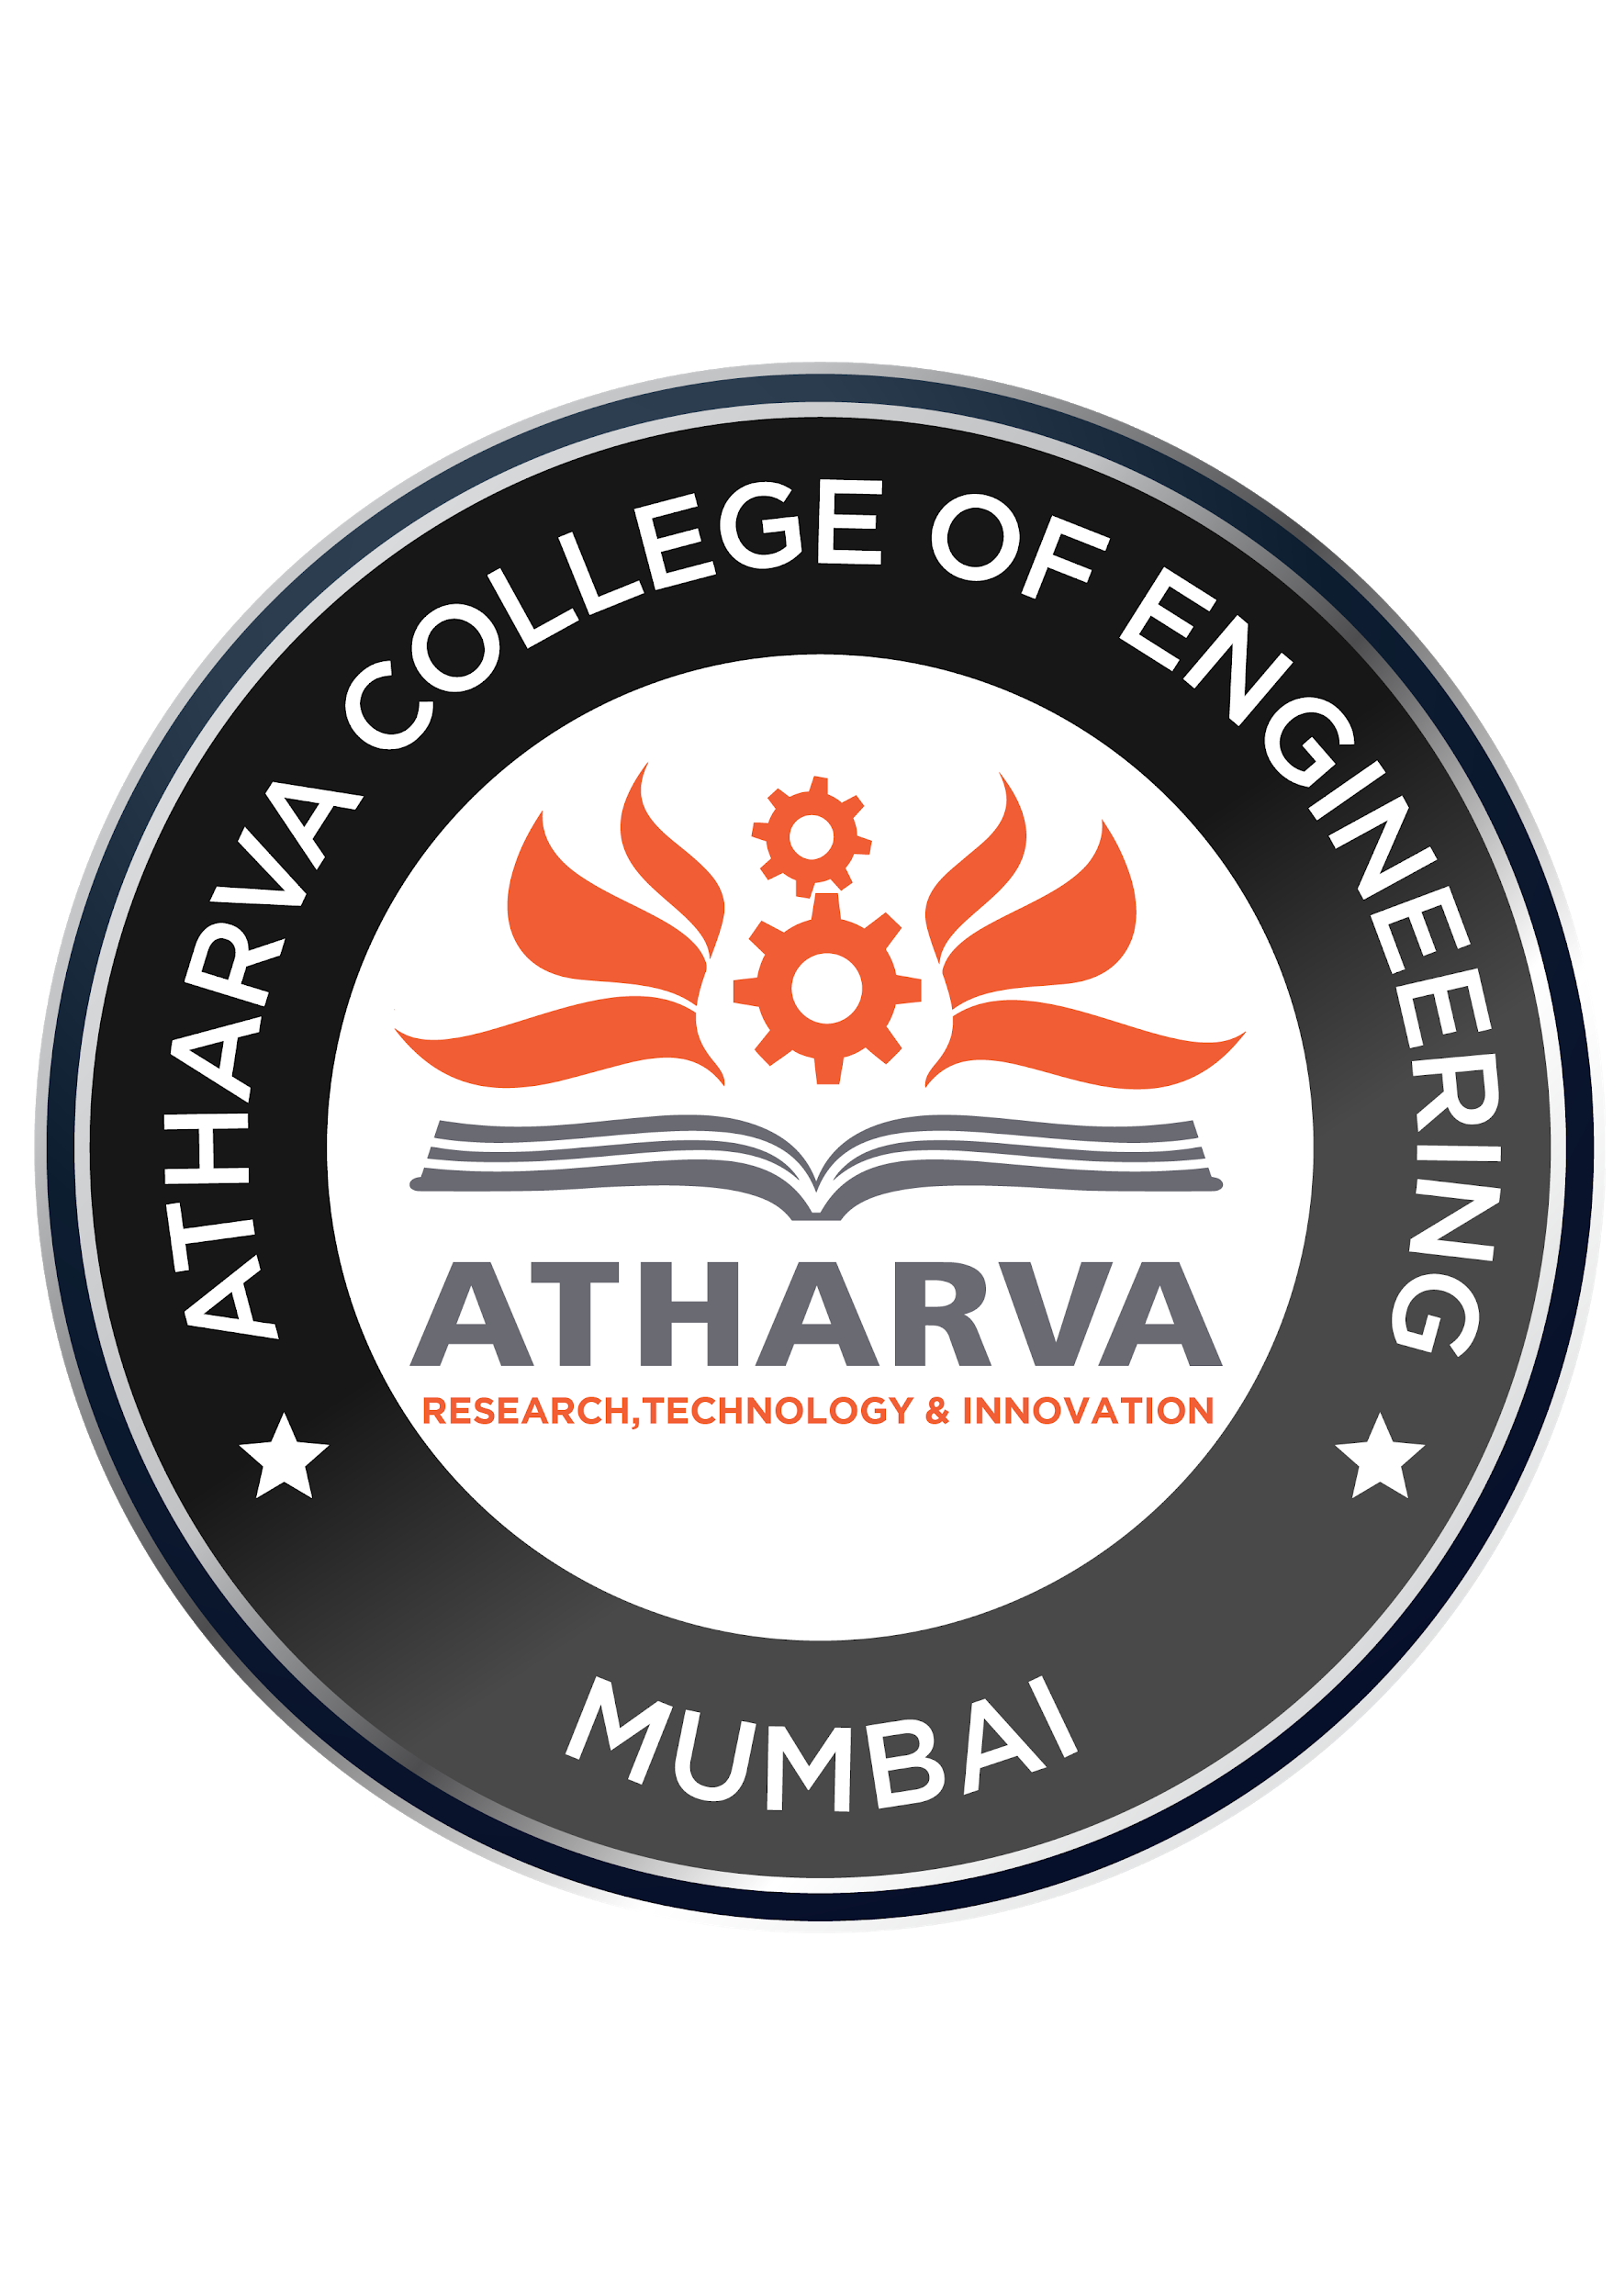 ATHARVA COLLEGE OF ENGINEERING
ATHARVA
RESEARCH,TECHNOLOGY & INNOVATION
MUMBAI